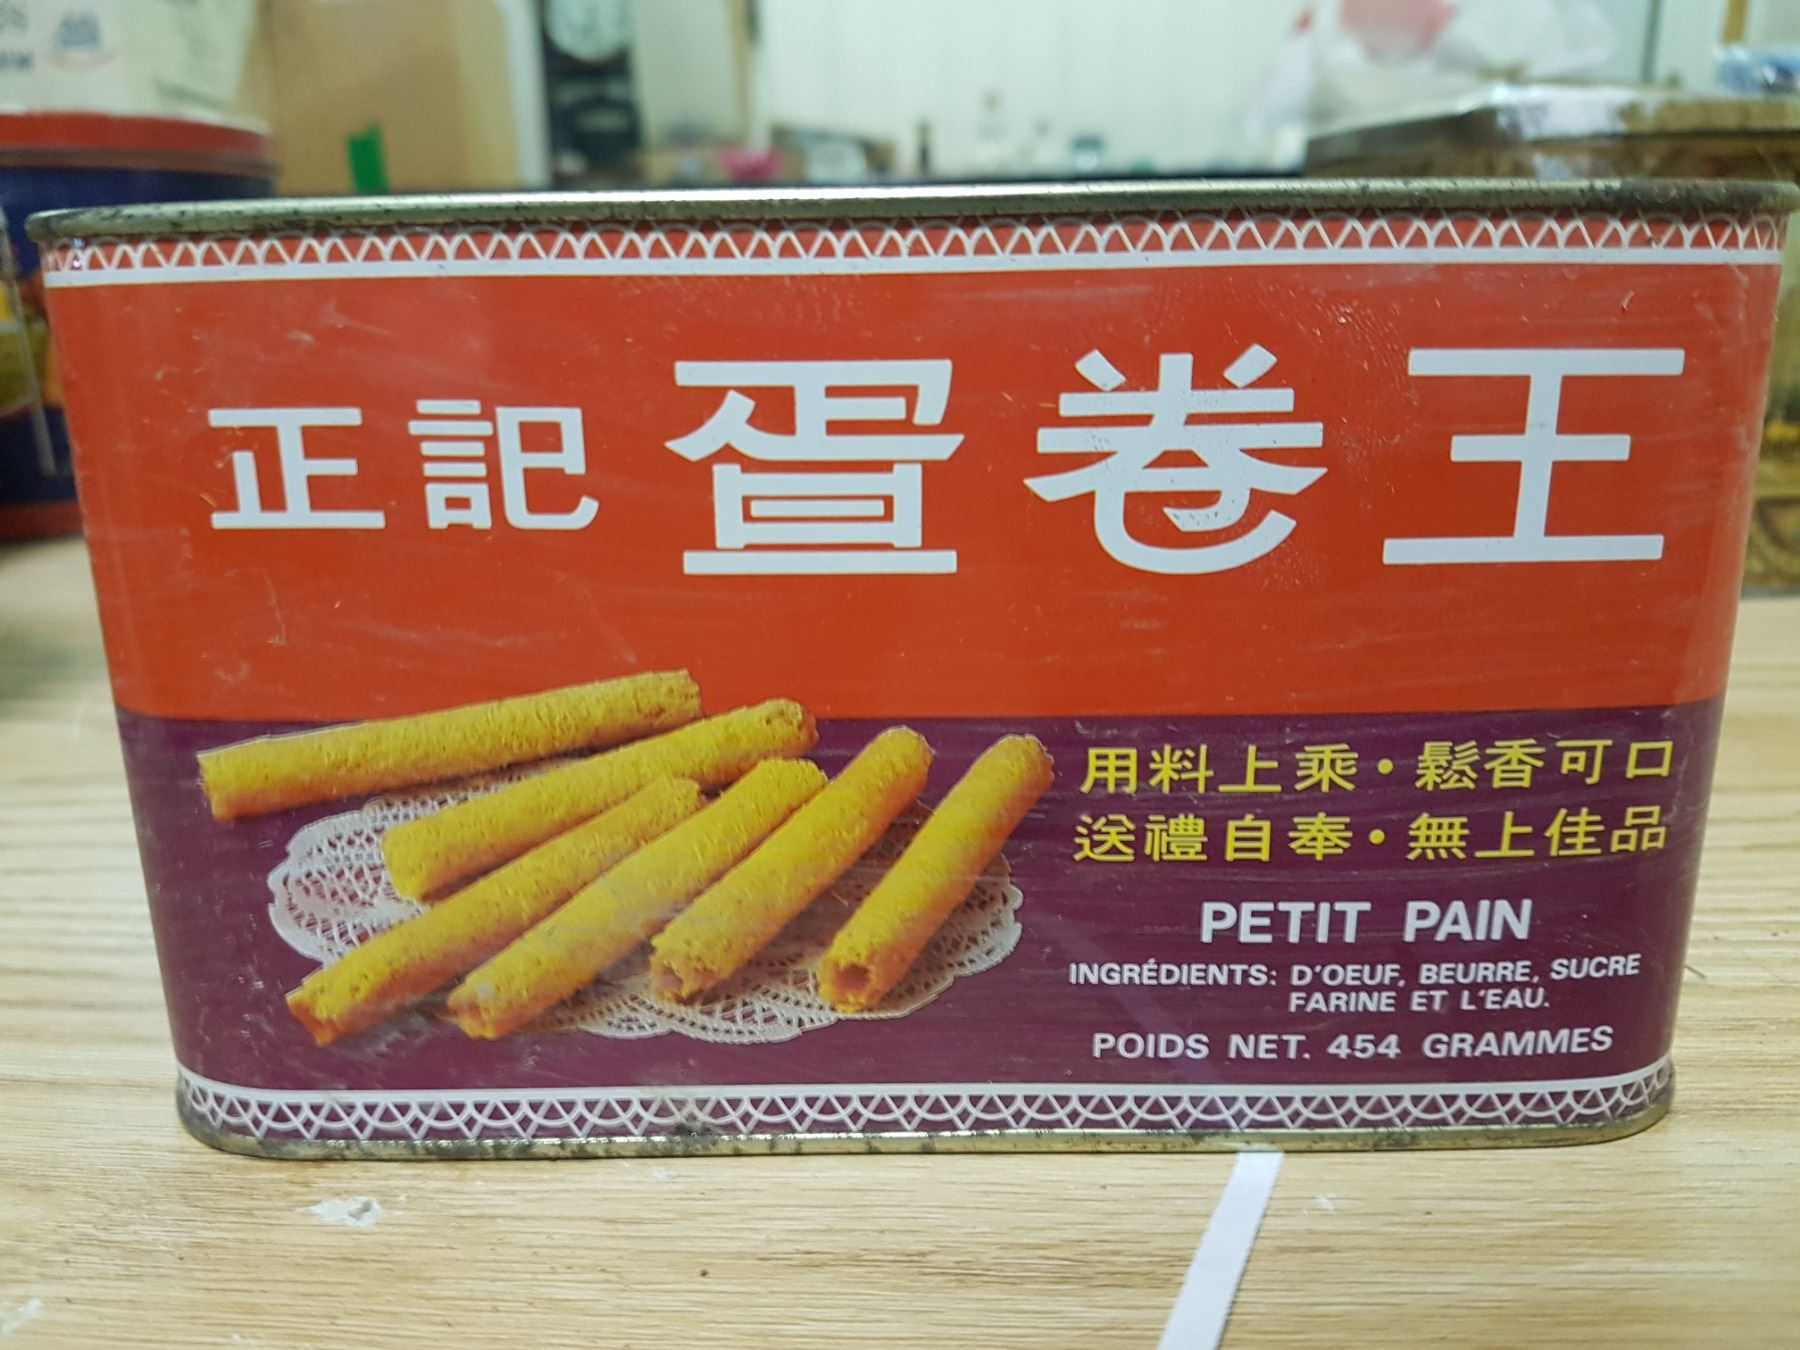 正記 蛋卷王
用料上乘・鬆香可口
送禮自奉・無上佳品
PETIT PAIN
INGRÉDIENTS: D'OEUF, BEURRE, SUCRE
FARINE ET L'EAU.
POIDS NET. 454 GRAMMES